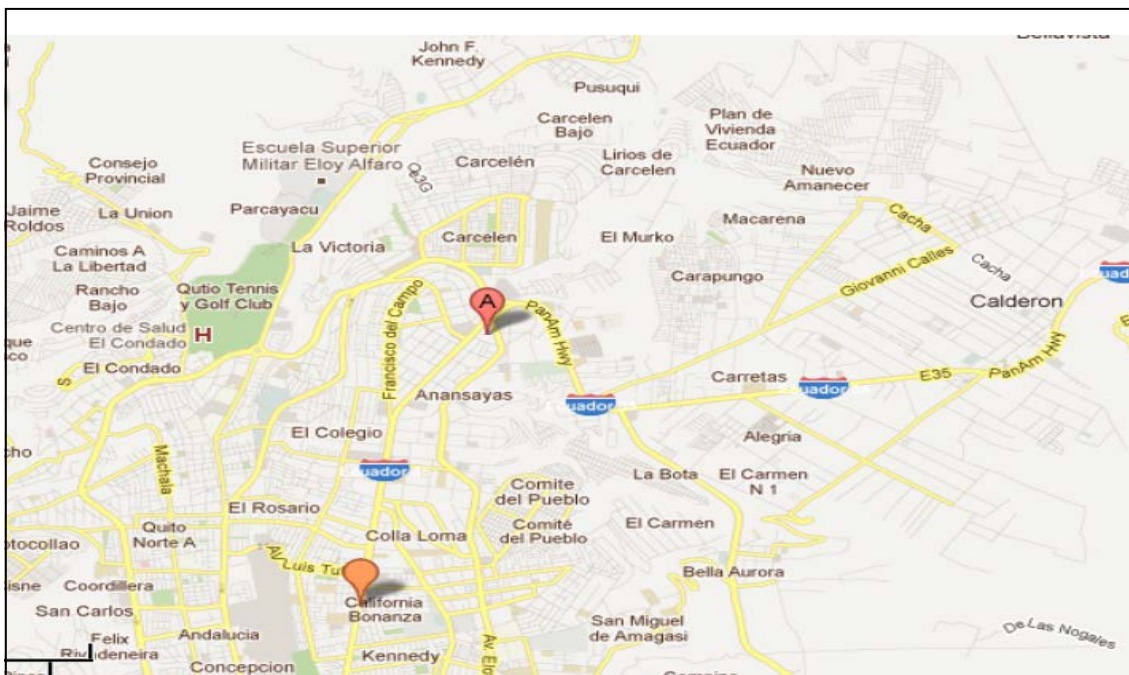 John F.
Kennedy
Pusuqui
Carcelen
Bajo
Plan de
Vivienda
Ecuador
Escuela Superior
Militar Eloy Alfaro
Carcelén
Lirios de
Carcelen
Consejo
Provincial
Nuevo
Amanecer
Jaime
Roldos
La Union
Parcayacu
Macarena
Cacha
La Victoria
Carcelen
El Murko
Caminos A
La Libertad
Cacha
Carapungo
Giovanni Calles
Rancho
Bajo
Qutio Tennis
y Golf Club
A
Calderon
Francisco del Campo
PanAm Hwy
Centro de Salud
El Condado
H
El Condado
S
Anansayas
Carretas
E35
PanAm Hwy
El Colegio
Alegria
Machala
La Bota
El Carmen
N 1
Comite
del Pueblo
El Rosario
Quito
Norte A
Colla Loma
Comité
del Pueblo
El Carmen
Coordillera
Bella Aurora
San Carlos
California
Bonanza
San Miguel
de Amagasi
De Las Nogales
Felix
Andalucia
Kennedy
Concepcion